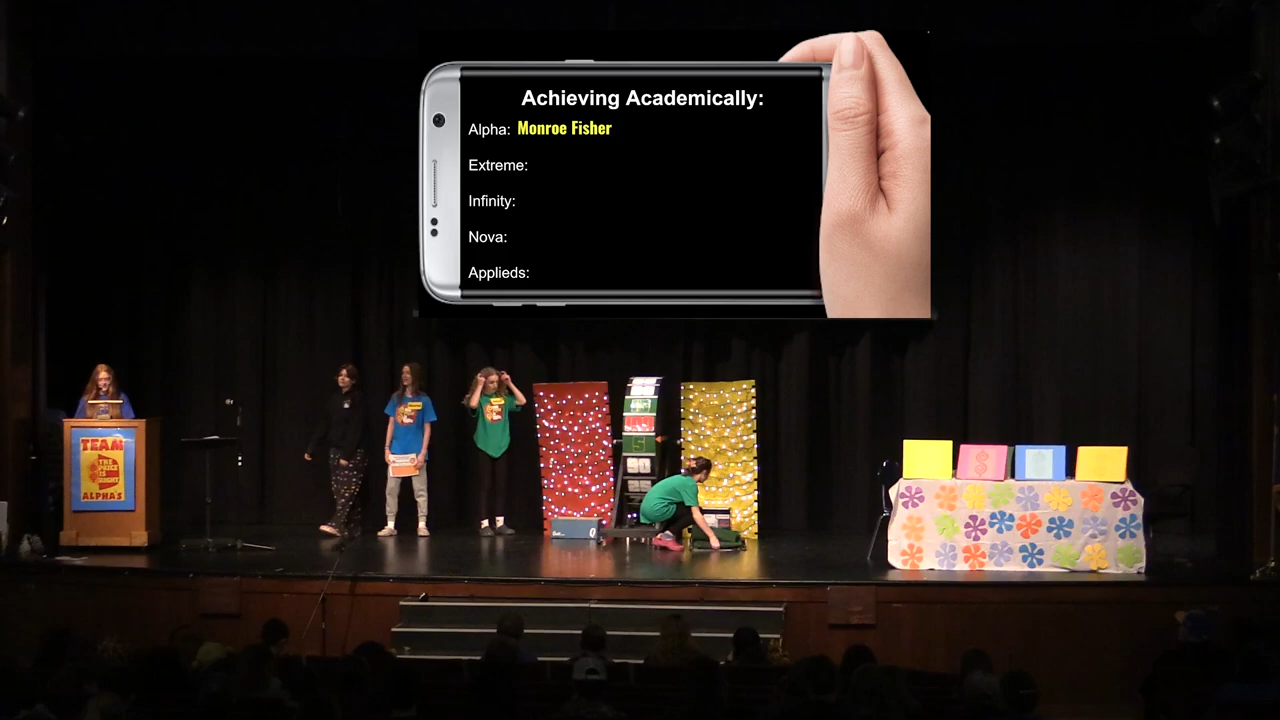 Achieving Academically:
Alpha: Monroe Fisher
Extreme:
Infinity:
Nova:
Applieds:
TEAM
THE
PRICE
IS
RIGHT
ALPHA'S